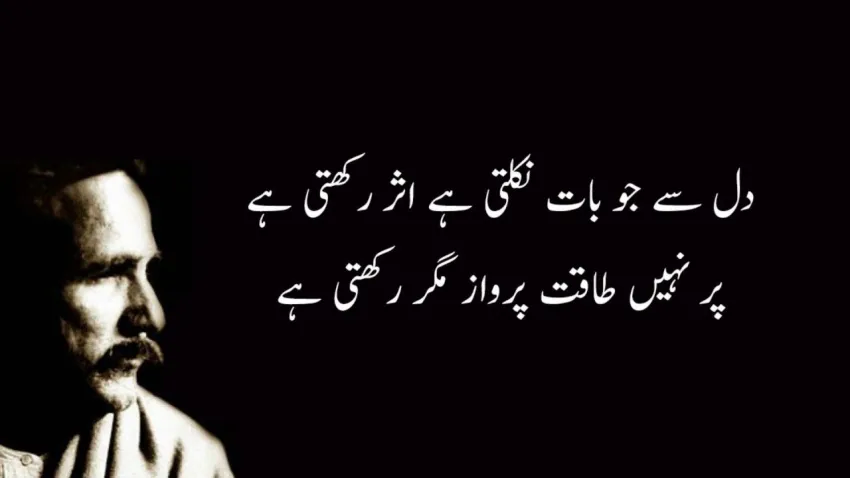 دل سے جو بات نکلتی ہے اثر رکھتی ہے
پر نہیں طاقت پرواز مگر رکھتی ہے